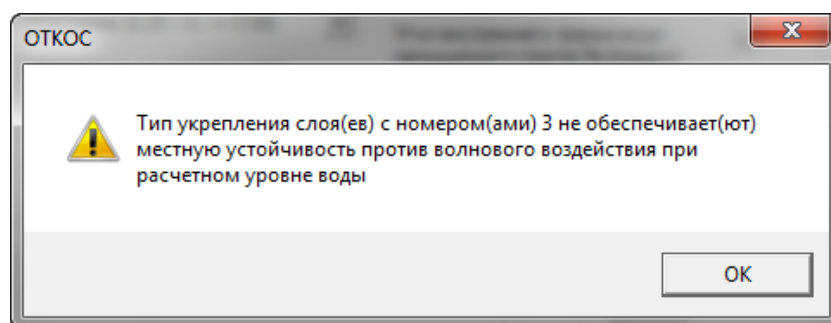 ОТКОС
Тип укрепления слоя(ев) с номером(ами) 3 не обеспечивает(ют)
местную устойчивость против волнового воздействия при
расчетном уровне воды
ОК